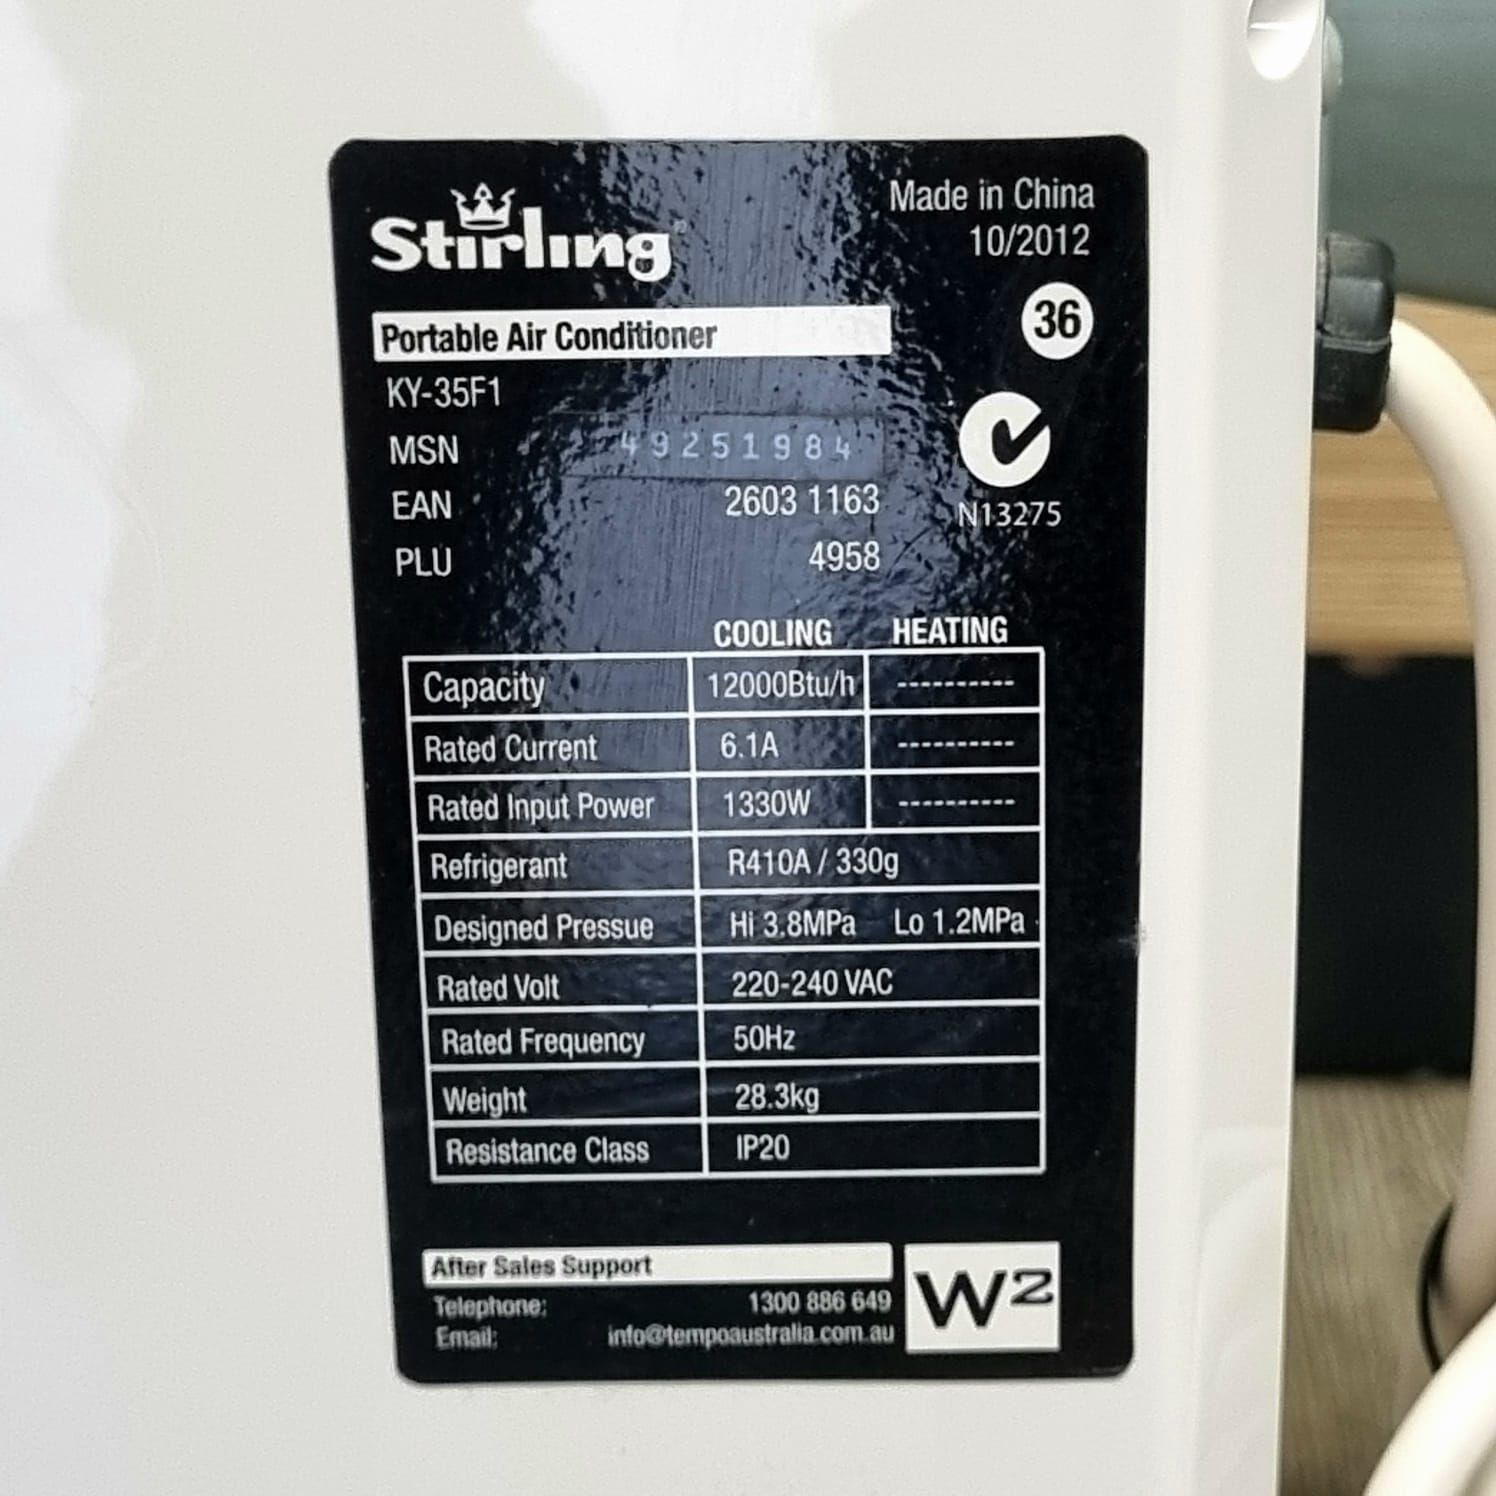 Stirling
Made in China
10/2012
36
Portable Air Conditioner
KY-35F1
MSN 49251984
EAN 2603 1163
PLU 4958
N13275
COOLING HEATING
Capacity 12000Btu/h ----------
Rated Current 6.1A ----------
Rated Input Power 1330W ----------
Refrigerant R410A / 330g
Designed Pressue Hi 3.8MPa Lo 1.2MPa
Rated Volt 220-240 VAC
Rated Frequency 50Hz
Weight 28.3kg
Resistance Class IP20
After Sales Support
Telephone: 1300 886 649
Email: info@tempoaustralia.com.au
W2